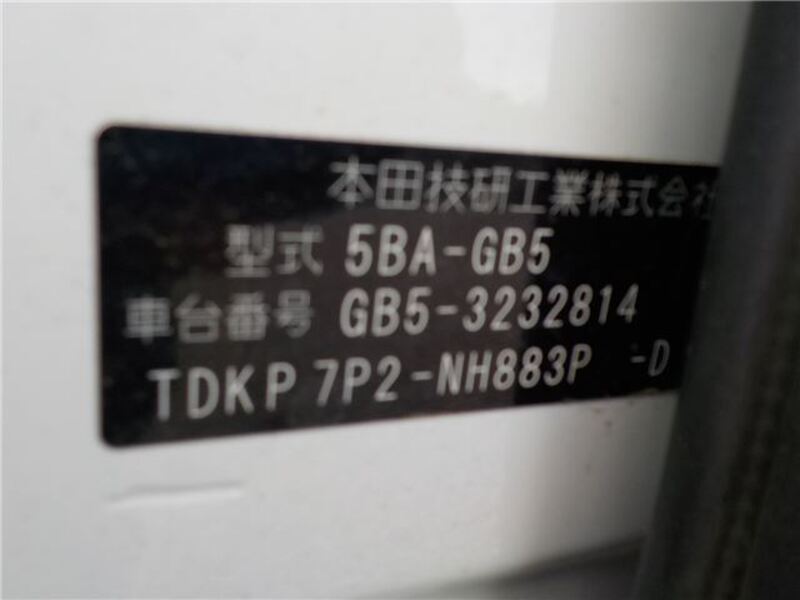 本田技研工業株式会社
型式 5BA-GB5
車台番号 GB5-3232814
TDKP 7P2-NH883P -D